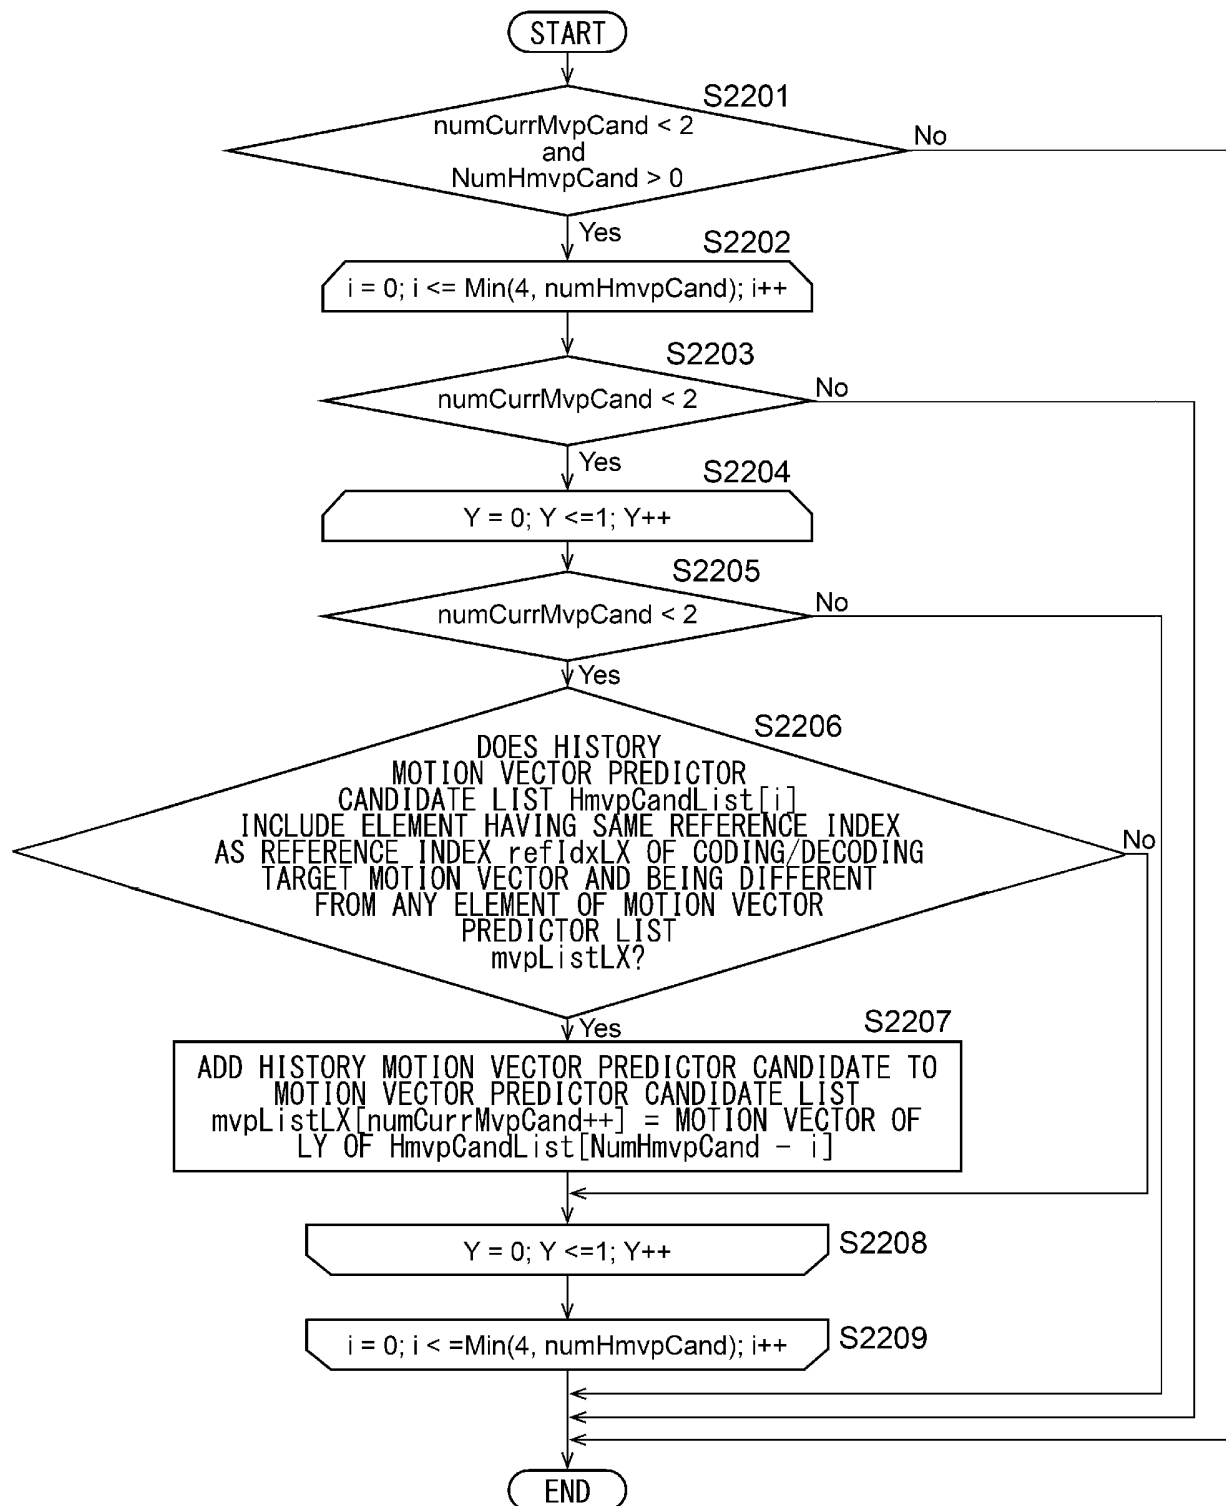 START
S2201
numCurrMvpCand < 2
and
NumHmvpCand > 0
No
Yes
S2202
i = 0; i <= Min(4, numHmvpCand); i++
S2203
numCurrMvpCand < 2
No
Yes
S2204
Y = 0; Y <=1; Y++
S2205
numCurrMvpCand < 2
No
Yes
S2206
DOES HISTORY
MOTION VECTOR PREDICTOR
CANDIDATE LIST HmvpCandList[i]
INCLUDE ELEMENT HAVING SAME REFERENCE INDEX
AS REFERENCE INDEX refIdxLX OF CODING/DECODING
TARGET MOTION VECTOR AND BEING DIFFERENT
FROM ANY ELEMENT OF MOTION VECTOR
PREDICTOR LIST
mvpListLX?
No
Yes
S2207
ADD HISTORY MOTION VECTOR PREDICTOR CANDIDATE TO
MOTION VECTOR PREDICTOR CANDIDATE LIST
mvpListLX[numCurrMvpCand++] = MOTION VECTOR OF
LY OF HmvpCandList[NumHmvpCand - i]
Y = 0; Y <=1; Y++
S2208
i = 0; i < =Min(4, numHmvpCand); i++
S2209
END